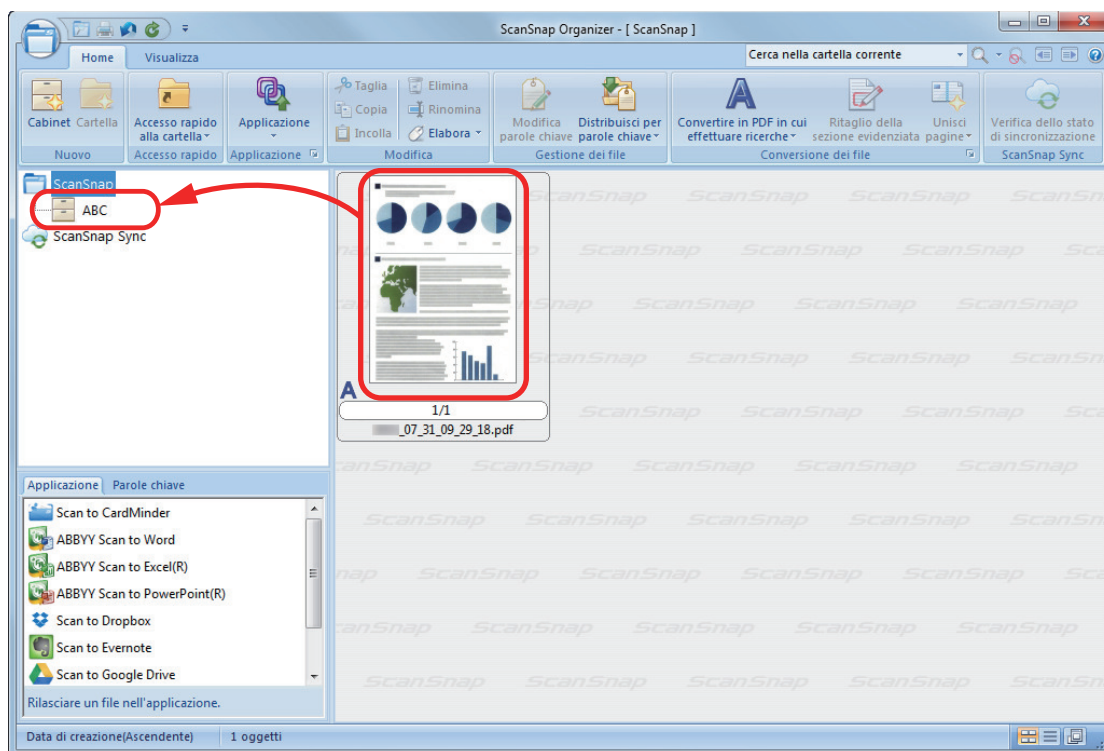 ScanSnap Organizer - [ ScanSnap ]
Home Visualizza
Cerca nella cartella corrente
Cabinet Cartella
Nuovo
Accesso rapido
alla cartella
Accesso rapido
Applicazione
Applicazione
Taglia
Copia
Incolla
Elimina
Rinomina
Elabora
Modifica
Modifica
parole chiave
Distribuisci per
parole chiave
Gestione dei file
Convertire in PDF in cui
effettuare ricerche
Ritaglio della
sezione evidenziata
Unisci
pagine
Conversione dei file
Verifica dello stato
di sincronizzazione
ScanSnap Sync
ScanSnap
ABC
ScanSnap Sync
A
1/1
_07_31_09_29_18.pdf
Applicazione Parole chiave
Scan to CardMinder
ABBYY Scan to Word
ABBYY Scan to Excel(R)
ABBYY Scan to PowerPoint(R)
Scan to Dropbox
Scan to Evernote
Scan to Google Drive
Rilasciare un file nell'applicazione.
Data di creazione(Ascendente) 1 oggetti